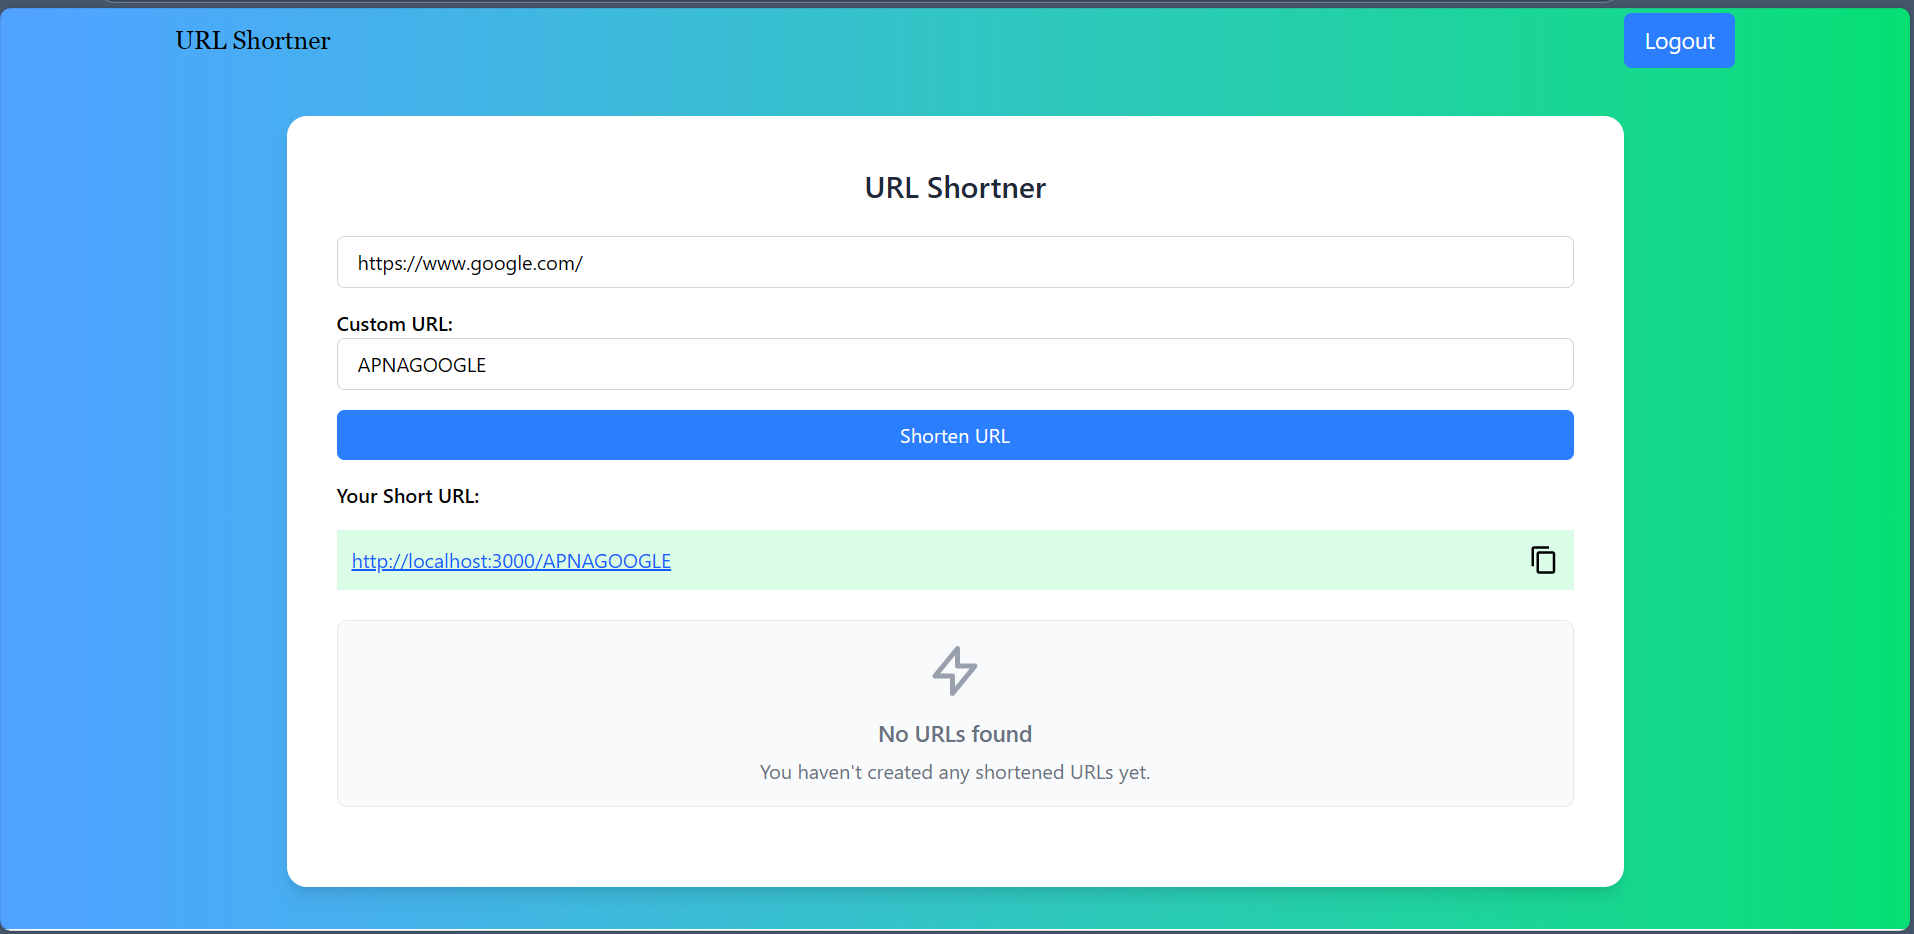 URL Shortner
Logout
URL Shortner
https://www.google.com/
Custom URL:
APNAGOOGLE
Shorten URL
Your Short URL:
http://localhost:3000/APNAGOOGLE
No URLs found
You haven't created any shortened URLs yet.